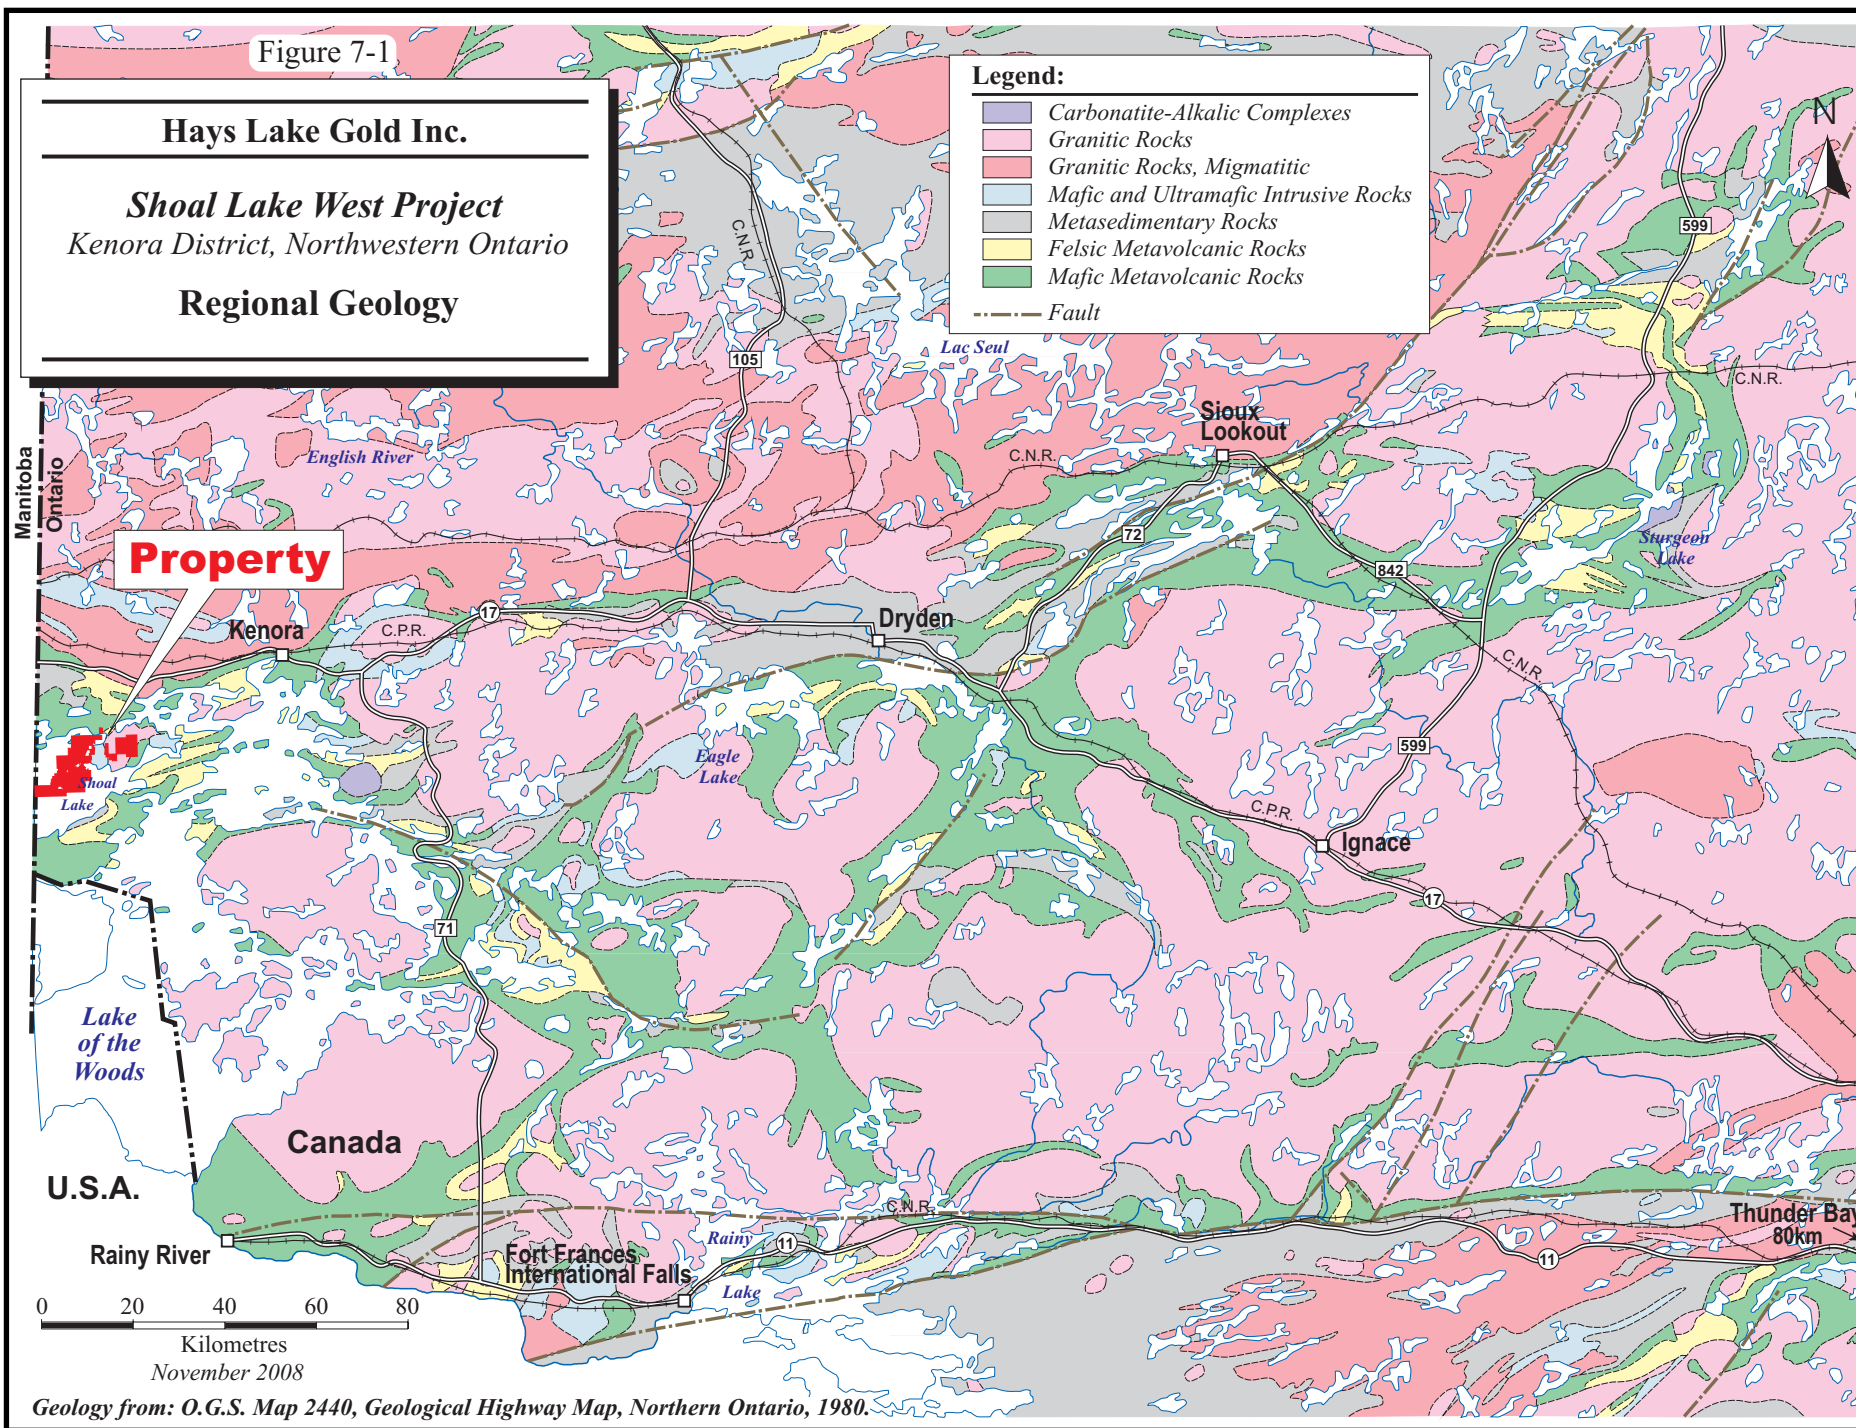 Figure 7-1
Hays Lake Gold Inc.
Shoal Lake West Project
Kenora District, Northwestern Ontario
Regional Geology
Legend:
Carbonatite-Alkalic Complexes
Granitic Rocks
Granitic Rocks, Migmatitic
Mafic and Ultramafic Intrusive Rocks
Metasedimentary Rocks
Felsic Metavolcanic Rocks
Mafic Metavolcanic Rocks
Fault
N
599
C.N.R.
105
Lac Seul
C.N.R.
Sioux
Lookout
English River
C.N.R.
Manitoba
Ontario
Property
72
Sturgeon
Lake
842
17
Kenora
C.P.R.
Dryden
C.N.R.
599
Eagle
Lake
Shoal
Lake
C.P.R.
Ignace
17
71
Lake
of the
Woods
Canada
U.S.A.
C.N.R.
Thunder Bay
80km
Rainy River
Fort Frances
International Falls
Rainy
Lake
11
11
0 20 40 60 80
Kilometres
November 2008
Geology from: O.G.S. Map 2440, Geological Highway Map, Northern Ontario, 1980.